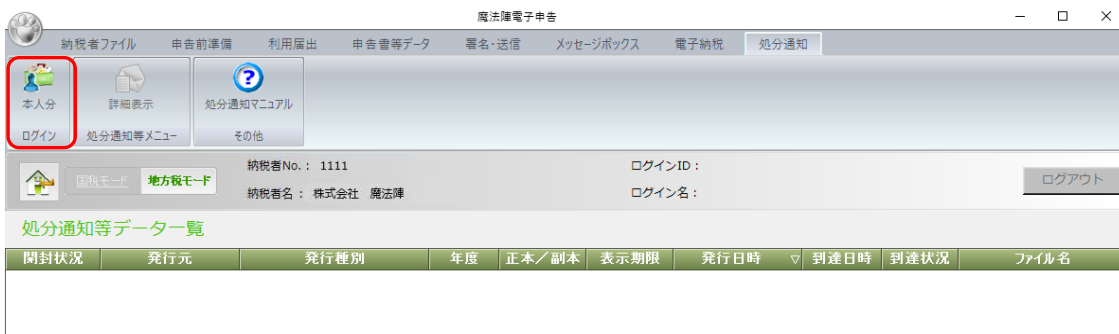 魔法陣電子申告
納税者ファイル 申告前準備 利用届出 申告書等データ 署名・送信 メッセージボックス 電子納税 処分通知
本人分 詳細表示 処分通知マニュアル
ログイン 処分通知等メニュー その他
納税者No.： 1111 ログインID：
国税モード 地方税モード ログアウト
納税者名 ： 株式会社 魔法陣 ログイン名：
処分通知等データ一覧
開封状況 発行元 発行種別 年度 正本／副本 表示期限 発行日時 ▽ 到達日時 到達状況 ファイル名